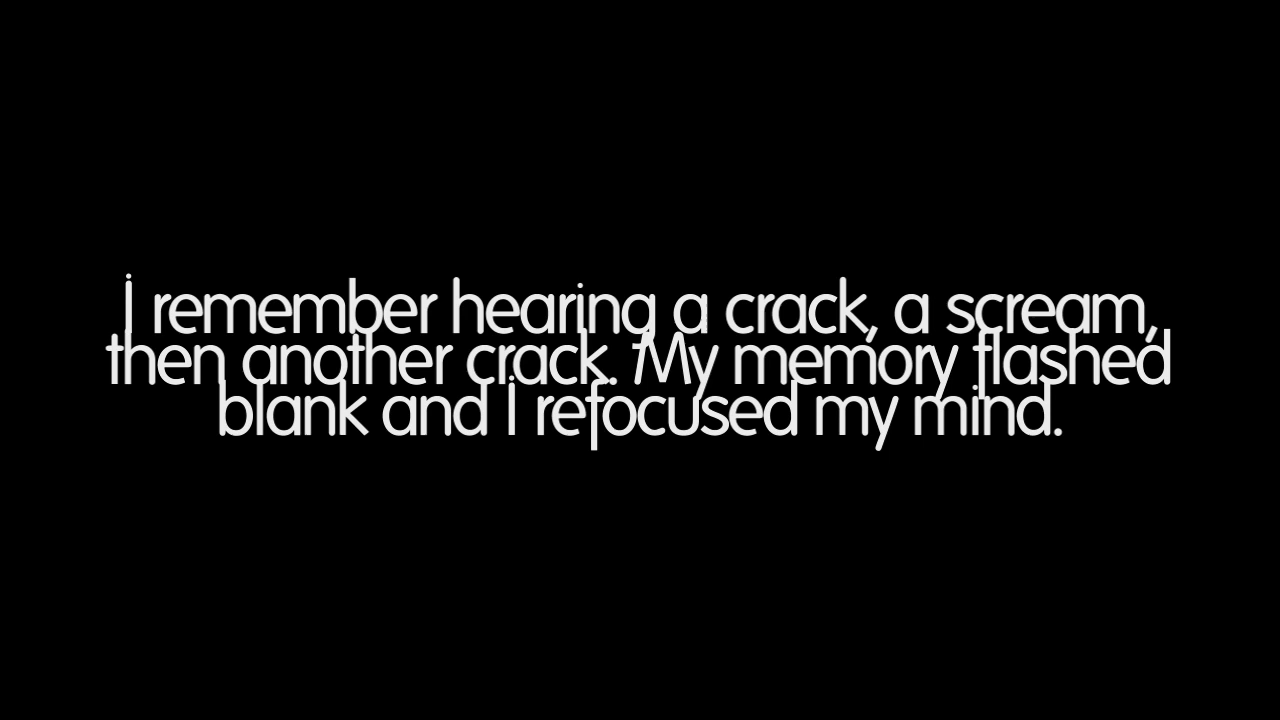 I remember hearing a crack, a scream,
then another crack. My memory flashed
blank and I refocused my mind.